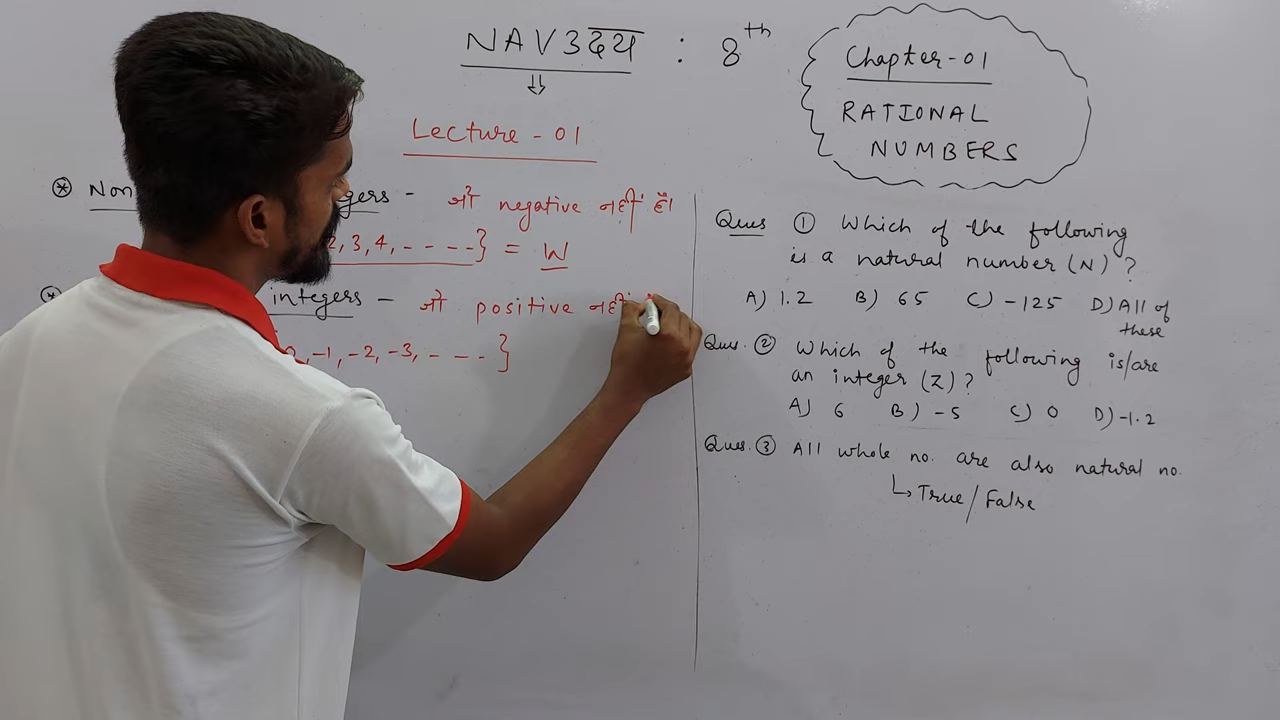 NAVउदय : 8th
Chapter-01
RATIONAL
NUMBERS
Lecture - 01
⊛ Non gers - जो negative नहीं हैं।
2, 3, 4, - - - - -} = W
integers - जो positive नहीं
-1, -2, -3, - - - - }
Ques ① Which of the following
is a natural number (N) ?
A) 1.2 B) 65 C) -125 D) All of
these
Ques. ② Which of the following is/are
an integer (Z) ?
A) 6 B) -5 C) 0 D) -1.2
Ques. ③ All whole no. are also natural no.
↳ True/False